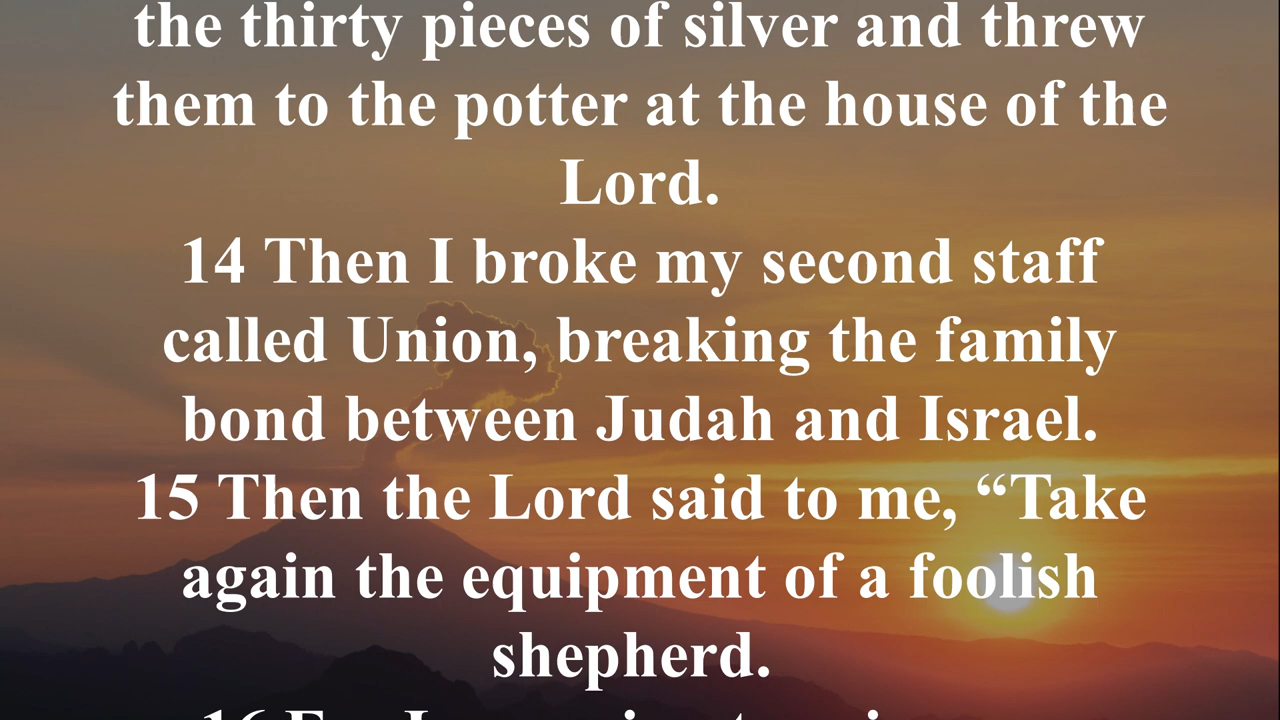 the thirty pieces of silver and threw
them to the potter at the house of the
Lord.
14 Then I broke my second staff
called Union, breaking the family
bond between Judah and Israel.
15 Then the Lord said to me, “Take
again the equipment of a foolish
shepherd.